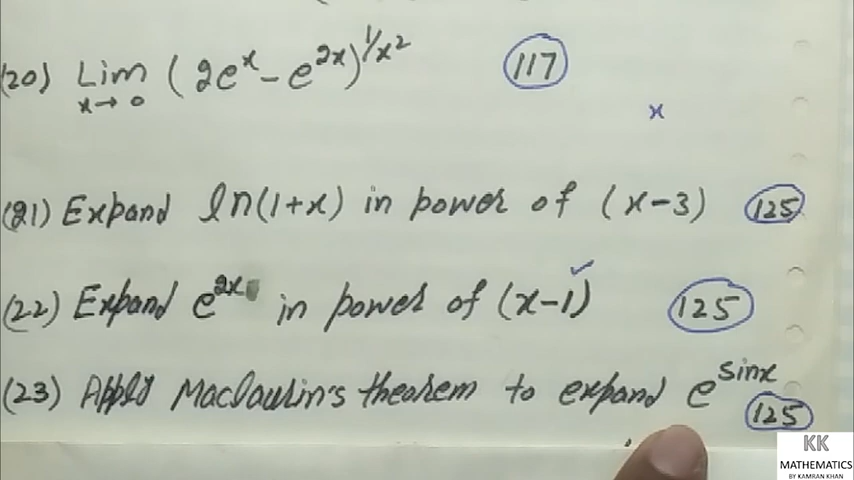 (20) Lim x→0 (2e^x - e^2x)^1/x² 117
x
(21) Expand ln(1+x) in power of (x-3) 125
(22) Expand e^2x in power of (x-1) ✓ 125
(23) Apply Maclaurin's theorem to expand e^sinx 125
KK
MATHEMATICS
BY KAMRAN KHAN